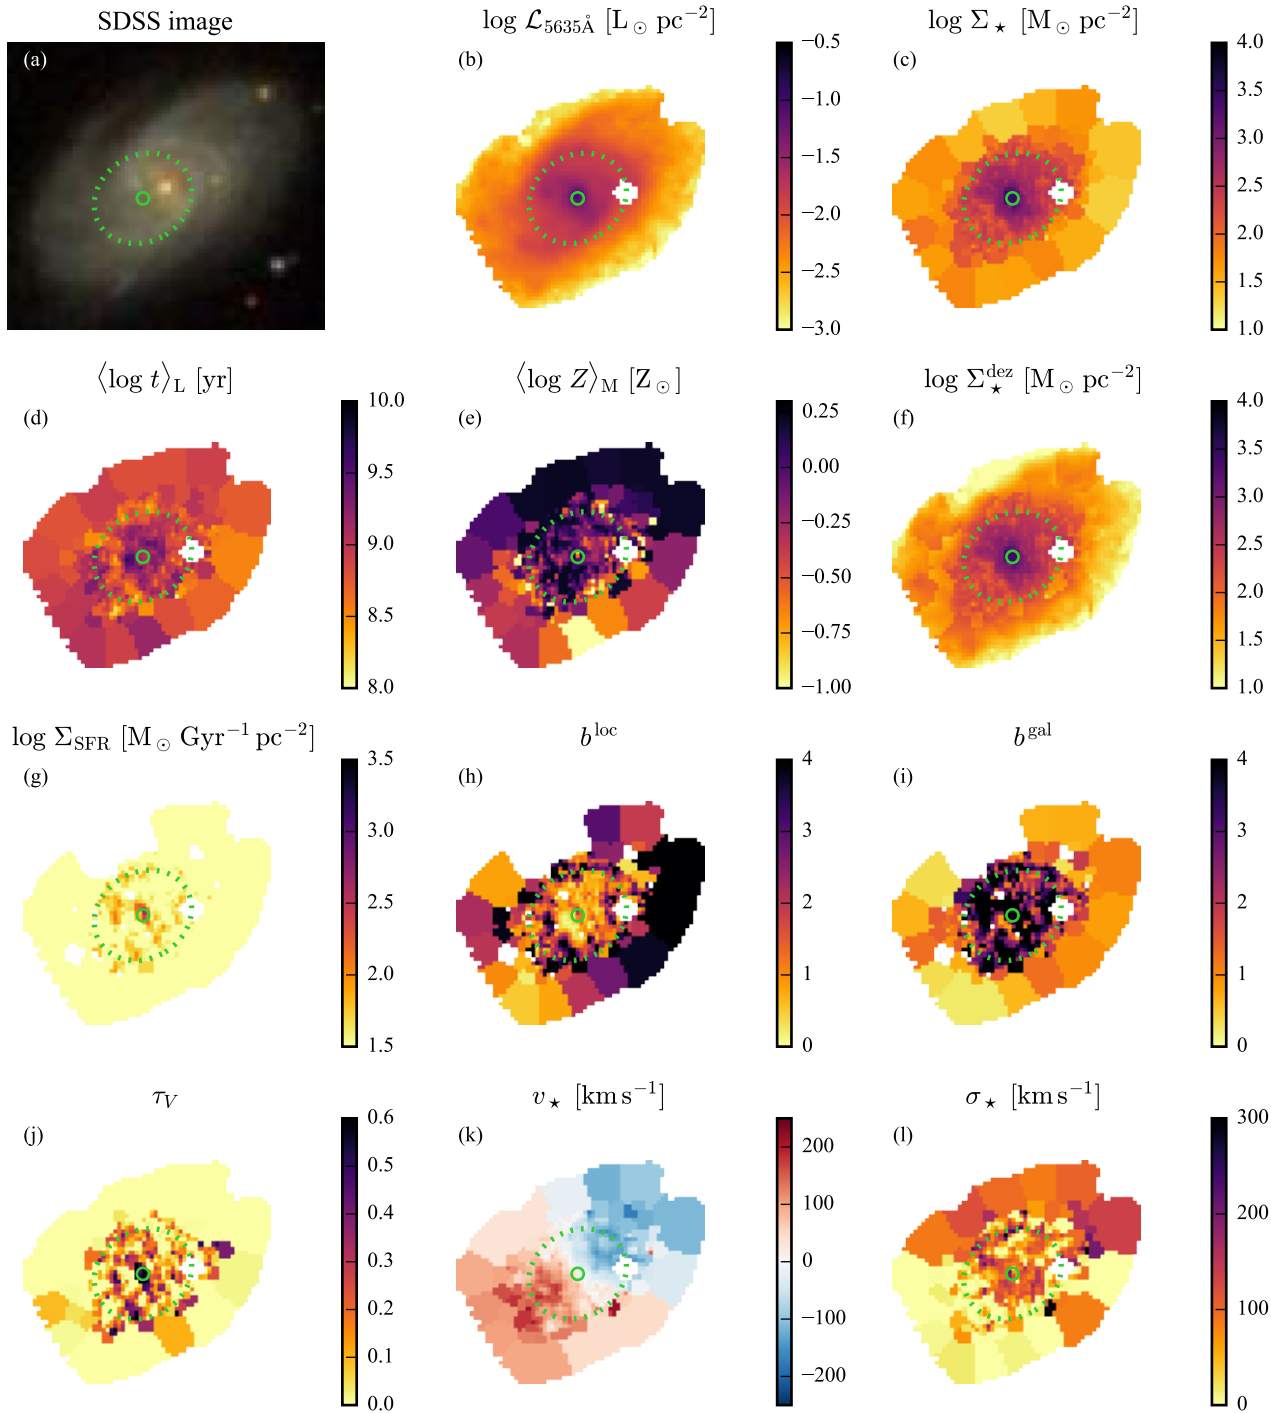 SDSS image
log ℒ₅₆₃₅Å [L⊙ pc⁻²]
log Σ⋆ [M⊙ pc⁻²]
(a)
(b)
−0.5
−1.0
−1.5
−2.0
−2.5
−3.0
(c)
4.0
3.5
3.0
2.5
2.0
1.5
1.0
⟨log t⟩_L [yr]
⟨log Z⟩_M [Z⊙]
log Σ⋆^dez [M⊙ pc⁻²]
(d)
10.0
9.5
9.0
8.5
8.0
(e)
0.25
0.00
−0.25
−0.50
−0.75
−1.00
(f)
4.0
3.5
3.0
2.5
2.0
1.5
1.0
log Σ_SFR [M⊙ Gyr⁻¹ pc⁻²]
b^loc
b^gal
(g)
3.5
3.0
2.5
2.0
1.5
(h)
4
3
2
1
0
(i)
4
3
2
1
0
τ_V
v⋆ [km s⁻¹]
σ⋆ [km s⁻¹]
(j)
0.6
0.5
0.4
0.3
0.2
0.1
0.0
(k)
200
100
0
−100
−200
(l)
300
200
100
0